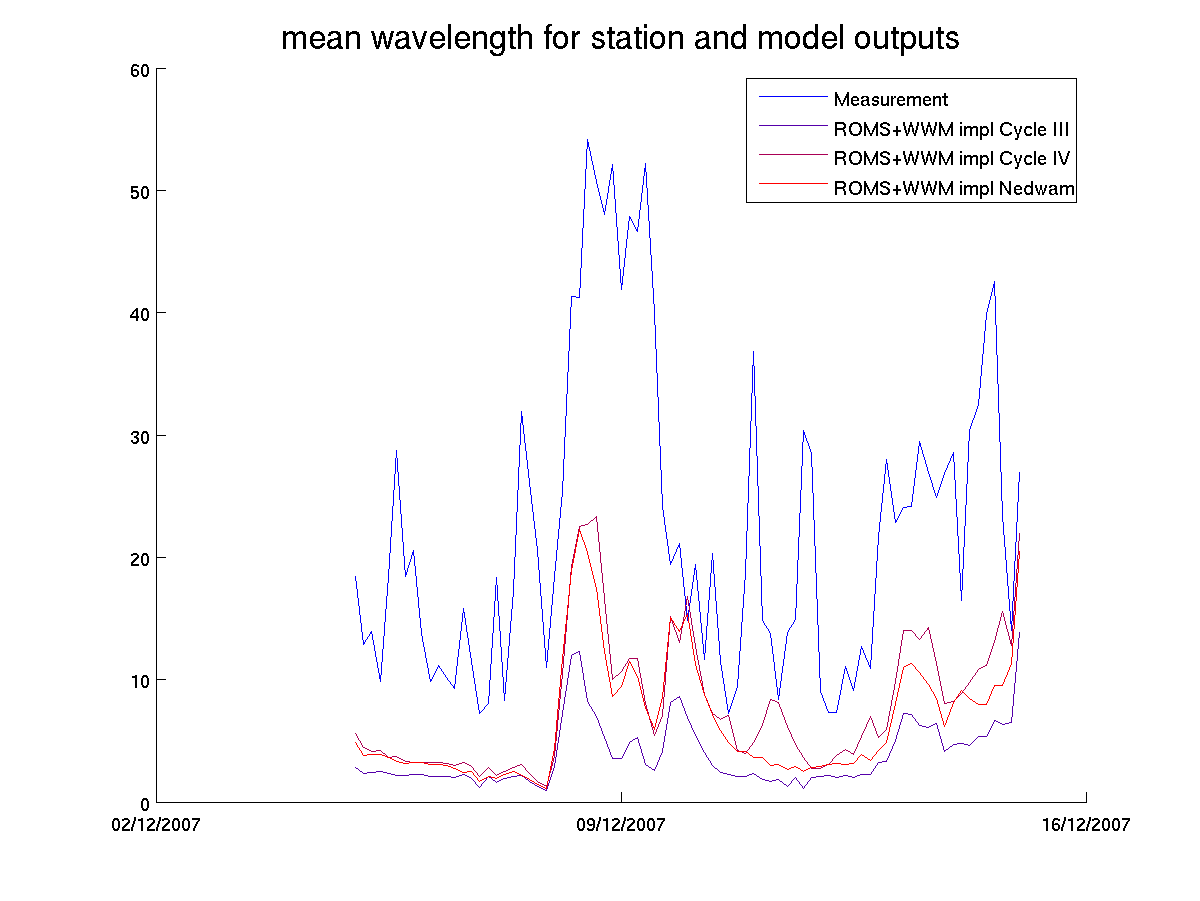 mean wavelength for station and model outputs
60
50
40
30
20
10
0
Measurement
ROMS+WWM impl Cycle III
ROMS+WWM impl Cycle IV
ROMS+WWM impl Nedwam
02/12/2007
09/12/2007
16/12/2007